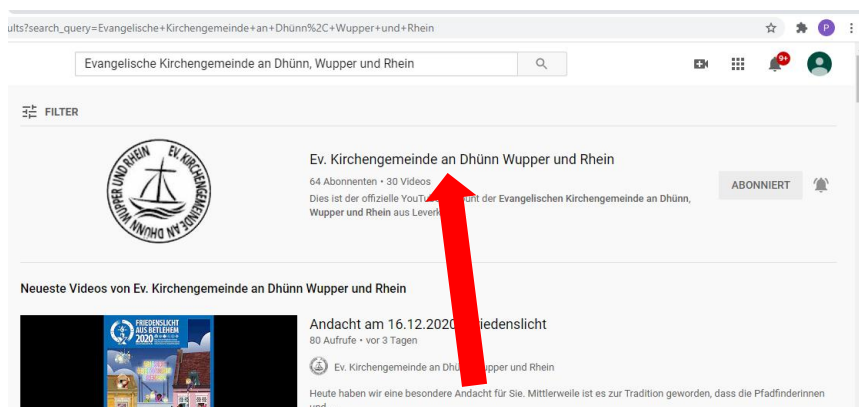 ults?search_query=Evangelische+Kirchengemeinde+an+Dhünn%2C+Wupper+und+Rhein
P
Evangelische Kirchengemeinde an Dhünn, Wupper und Rhein
9+
FILTER
EV. KIRCHENGEMEINDE AN DHÜNN WUPPER UND RHEIN
Ev. Kirchengemeinde an Dhünn Wupper und Rhein
64 Abonnenten • 30 Videos
Dies ist der offizielle der Evangelischen Kirchengemeinde an Dhünn,
Wupper und Rhein aus
ABONNIERT
Neueste Videos von Ev. Kirchengemeinde an Dhünn Wupper und Rhein
FRIEDENSLICHT
AUS BETLEHEM
2020
Andacht am 16.12.2020
80 Aufrufe • vor 3 Tagen
Ev. Kirchengemeinde an und Rhein
Heute haben wir eine besondere Andacht für Sie. Mittlerweile ist es zur Tradition geworden, dass die Pfadfinderinnen
und